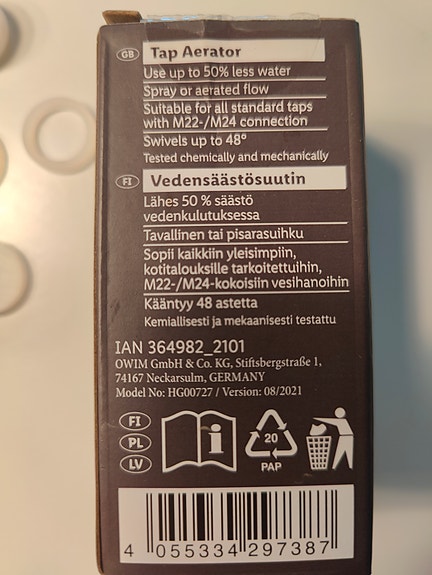 GB Tap Aerator
Use up to 50% less water
Spray or aerated flow
Suitable for all standard taps
with M22-/M24 connection
Swivels up to 48°
Tested chemically and mechanically
FI Vedensäästösuutin
Lähes 50 % säästö
vedenkulutuksessa
Tavallinen tai pisarasuihku
Sopii kaikkiin yleisimpiin,
kotitalouksille tarkoitettuihin,
M22-/M24-kokoisiin vesihanoihin
Kääntyy 48 astetta
Kemiallisesti ja mekaanisesti testattu
IAN 364982_2101
OWIM GmbH & Co. KG, Stiftsbergstraße 1,
74167 Neckarsulm, GERMANY
Model No: HG00727 / Version: 08/2021
FI
PL
LV
i
20
PAP
4 055334 297387